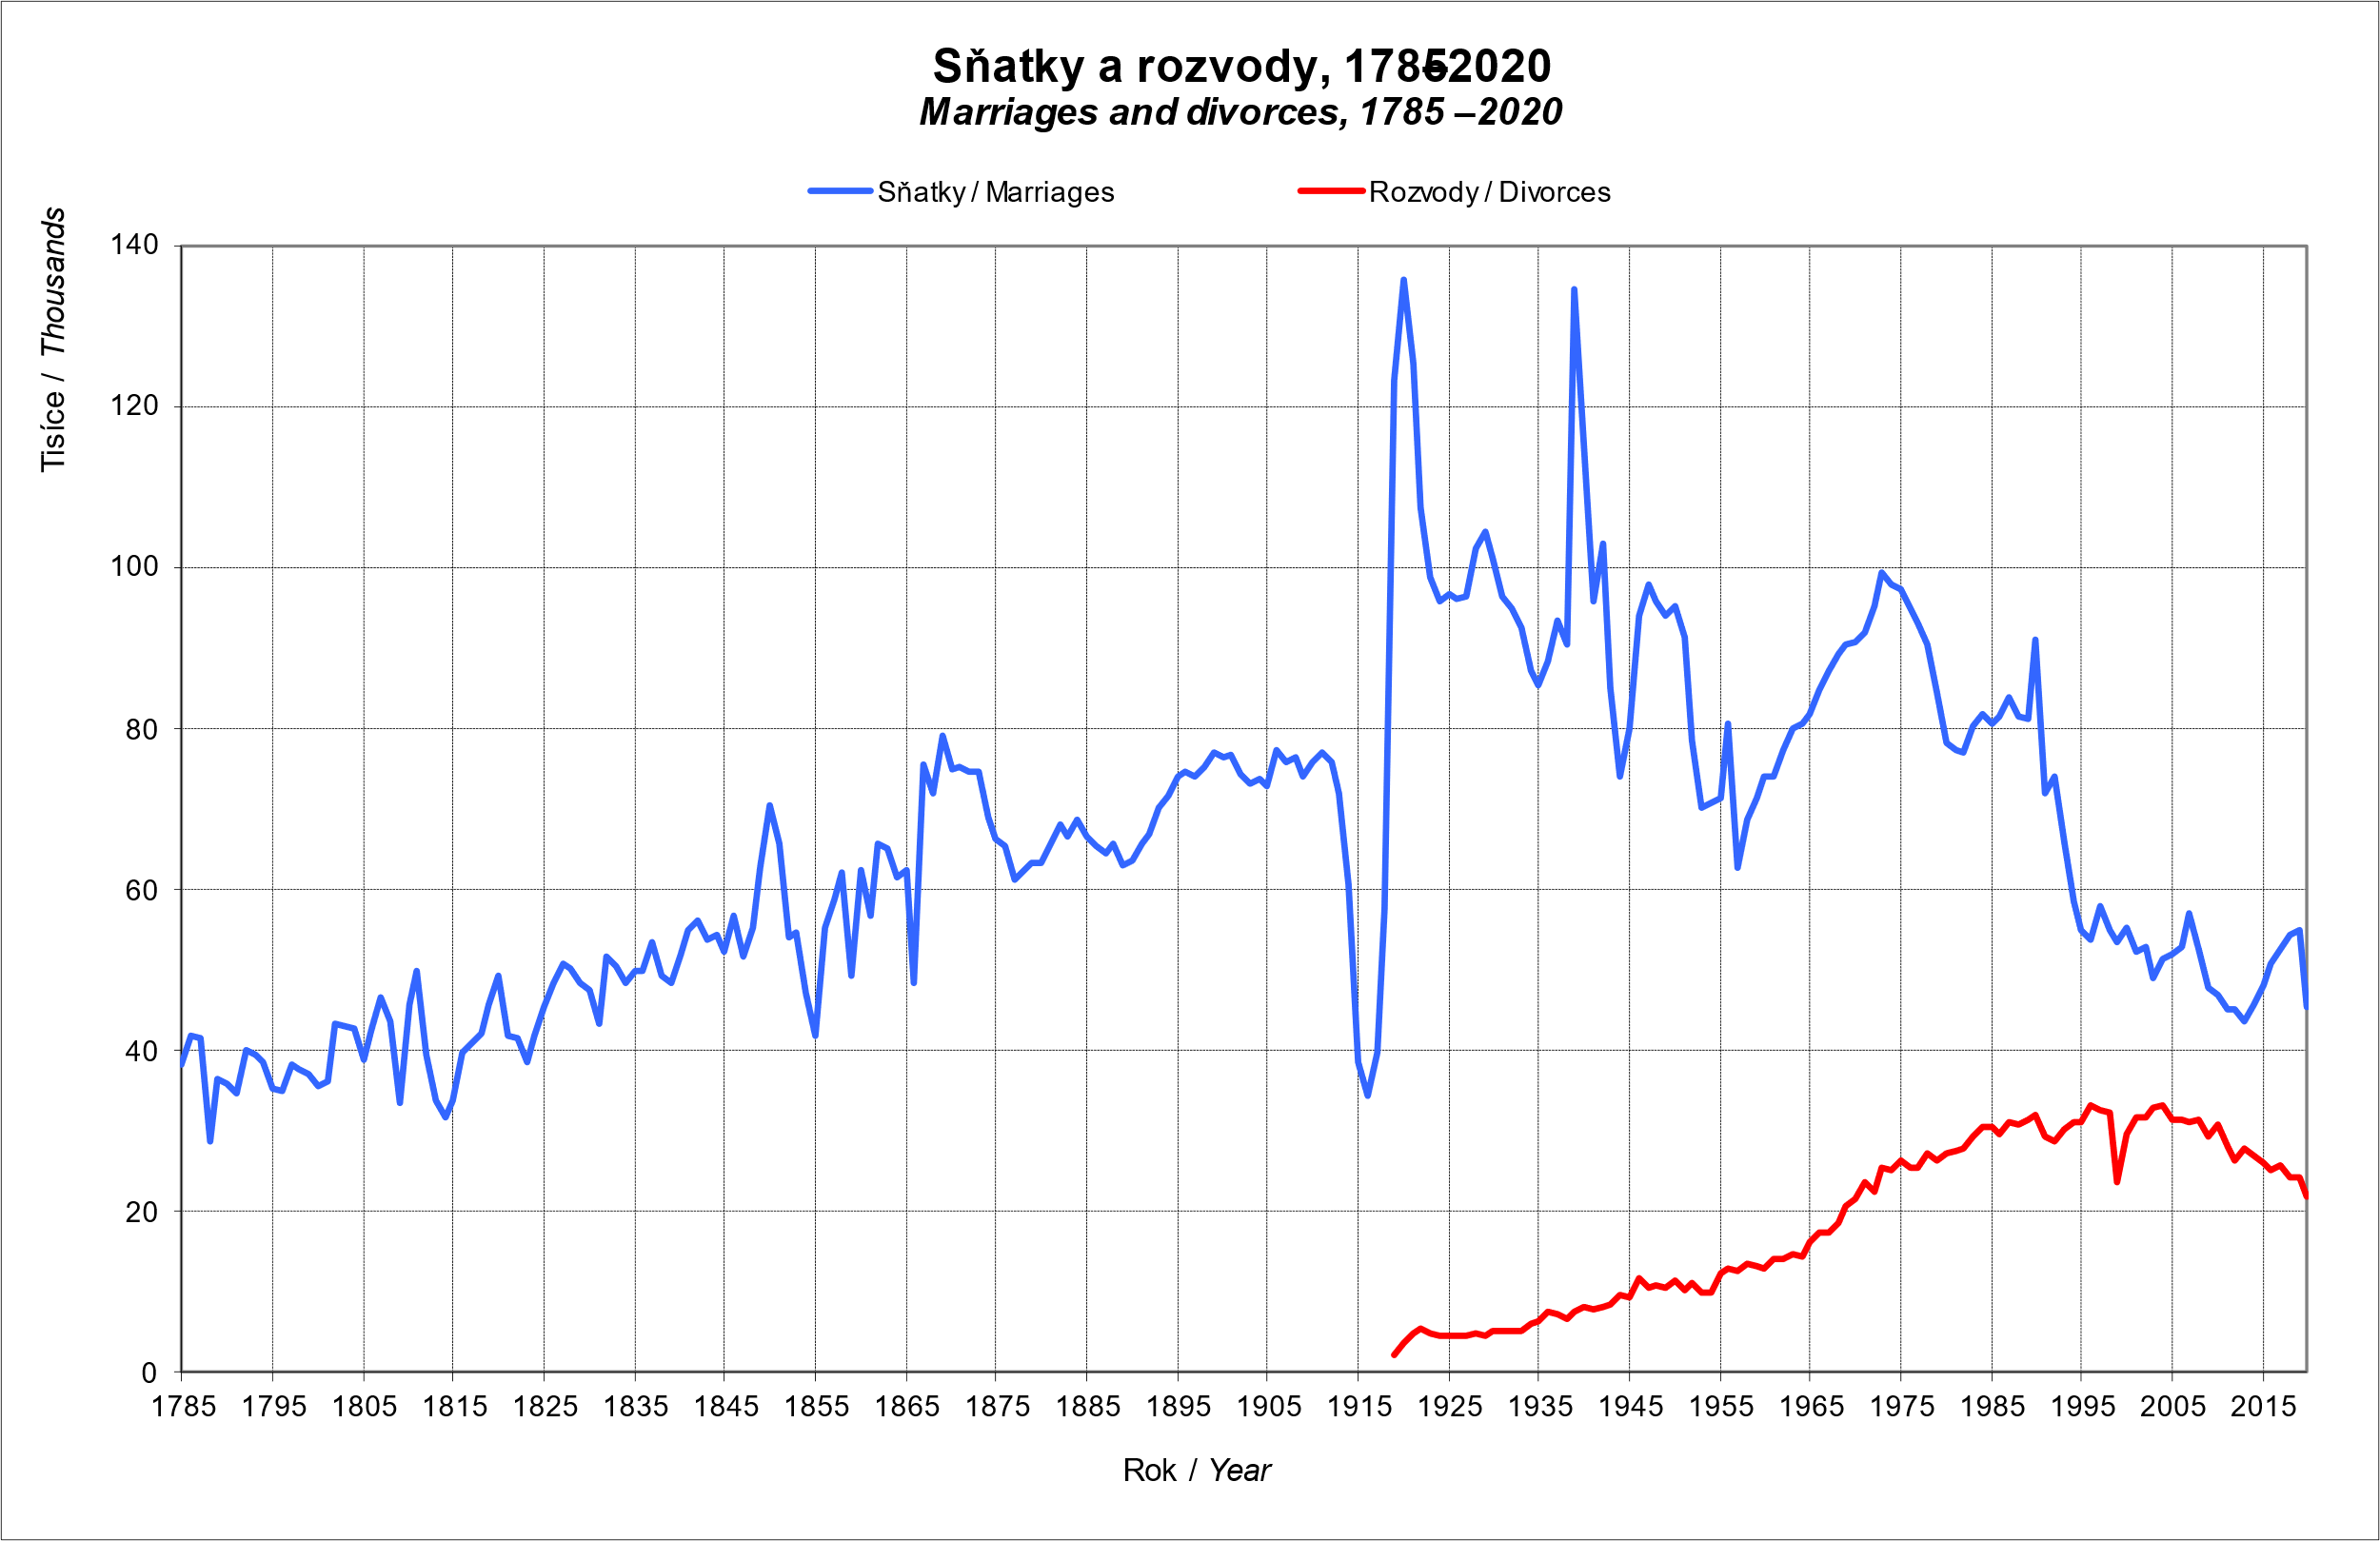 Sňatky a rozvody, 1785–2020
Marriages and divorces, 1785 –2020
Sňatky / Marriages
Rozvody / Divorces
Tisíce / Thousands
140
120
100
80
60
40
20
0
1785 1795 1805 1815 1825 1835 1845 1855 1865 1875 1885 1895 1905 1915 1925 1935 1945 1955 1965 1975 1985 1995 2005 2015
Rok / Year